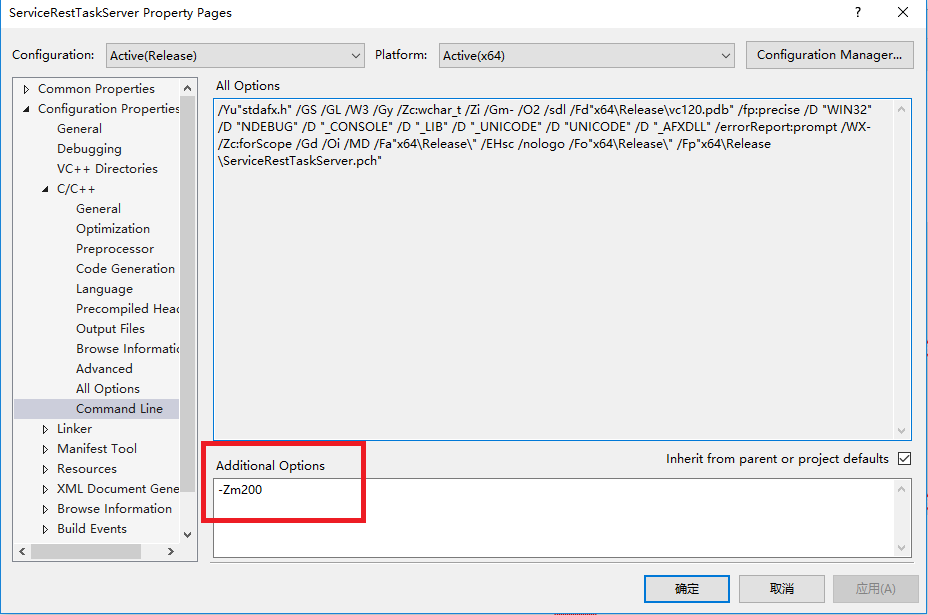 ServiceRestTaskServer Property Pages
Configuration: Active(Release) Platform: Active(x64) Configuration Manager...
Common Properties
Configuration Properties
General
Debugging
VC++ Directories
C/C++
General
Optimization
Preprocessor
Code Generation
Language
Precompiled Head
Output Files
Browse Informatio
Advanced
All Options
Command Line
Linker
Manifest Tool
Resources
XML Document Gene
Browse Information
Build Events
All Options
/Yu"stdafx.h" /GS /GL /W3 /Gy /Zc:wchar_t /Zi /Gm- /O2 /sdl /Fd"x64\Release\vc120.pdb" /fp:precise /D "WIN32"
/D "NDEBUG" /D "_CONSOLE" /D "_LIB" /D "_UNICODE" /D "UNICODE" /D "_AFXDLL" /errorReport:prompt /WX-
/Zc:forScope /Gd /Oi /MD /Fa"x64\Release\" /EHsc /nologo /Fo"x64\Release\" /Fp"x64\Release
\ServiceRestTaskServer.pch"
Additional Options
Inherit from parent or project defaults
-Zm200
确定 取消 应用(A)